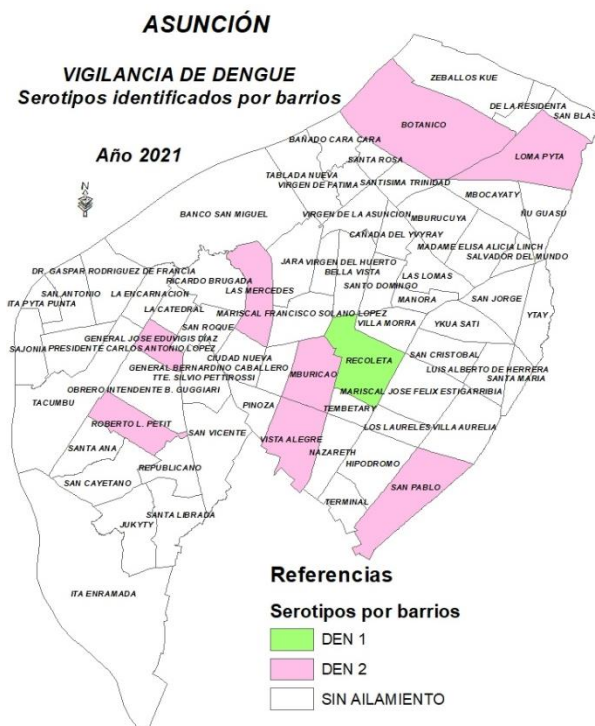 ASUNCIÓN
VIGILANCIA DE DENGUE
Serotipos identificados por barrios
Año 2021
N
ZEBALLOS KUE
DE LA RESIDENTA
SAN BLAS
BOTANICO
LOMA PYTA
BAÑADO CARA CARA
SANTA ROSA
TABLADA NUEVA
VIRGEN DE FATIMA
SANTISIMA TRINIDAD
MBOCAYATY
ÑU GUASU
BANCO SAN MIGUEL
VIRGEN DE LA ASUNCION
MBURUCUYA
CAÑADA DEL YVYRAY
MADAME ELISA ALICIA LINCH
SALVADOR DEL MUNDO
JARA
VIRGEN DEL HUERTO
BELLA VISTA
LAS LOMAS
DR. GASPAR RODRIGUEZ DE FRANCIA
RICARDO BRUGADA
SANTO DOMINGO
SAN ANTONIO
LA ENCARNACION
LAS MERCEDES
MANORA
SAN JORGE
ITA PYTA PUNTA
LA CATEDRAL
MARISCAL FRANCISCO SOLANO LOPEZ
YTAY
SAN ROQUE
VILLA MORRA
YKUA SATI
GENERAL JOSE EDUVIGIS DÍAZ
SAJONIA
PRESIDENTE CARLOS ANTONIO LOPEZ
CIUDAD NUEVA
RECOLETA
SAN CRISTOBAL
GENERAL BERNARDINO CABALLERO
MBURICAO
LUIS ALBERTO DE HERRERA
TTE. SILVIO PETTIROSSI
SANTA MARIA
OBRERO INTENDENTE B. GUGGIARI
MARISCAL JOSE FELIX ESTIGARRIBIA
TACUMBU
PINOZA
TEMBETARY
ROBERTO L. PETIT
SAN VICENTE
LOS LAURELES
VILLA AURELIA
SANTA ANA
VISTA ALEGRE
NAZARETH
REPUBLICANO
HIPODROMO
SAN CAYETANO
SAN PABLO
TERMINAL
JUKYTY
SANTA LIBRADA
ITA ENRAMADA
Referencias
Serotipos por barrios
DEN 1
DEN 2
SIN AILAMIENTO